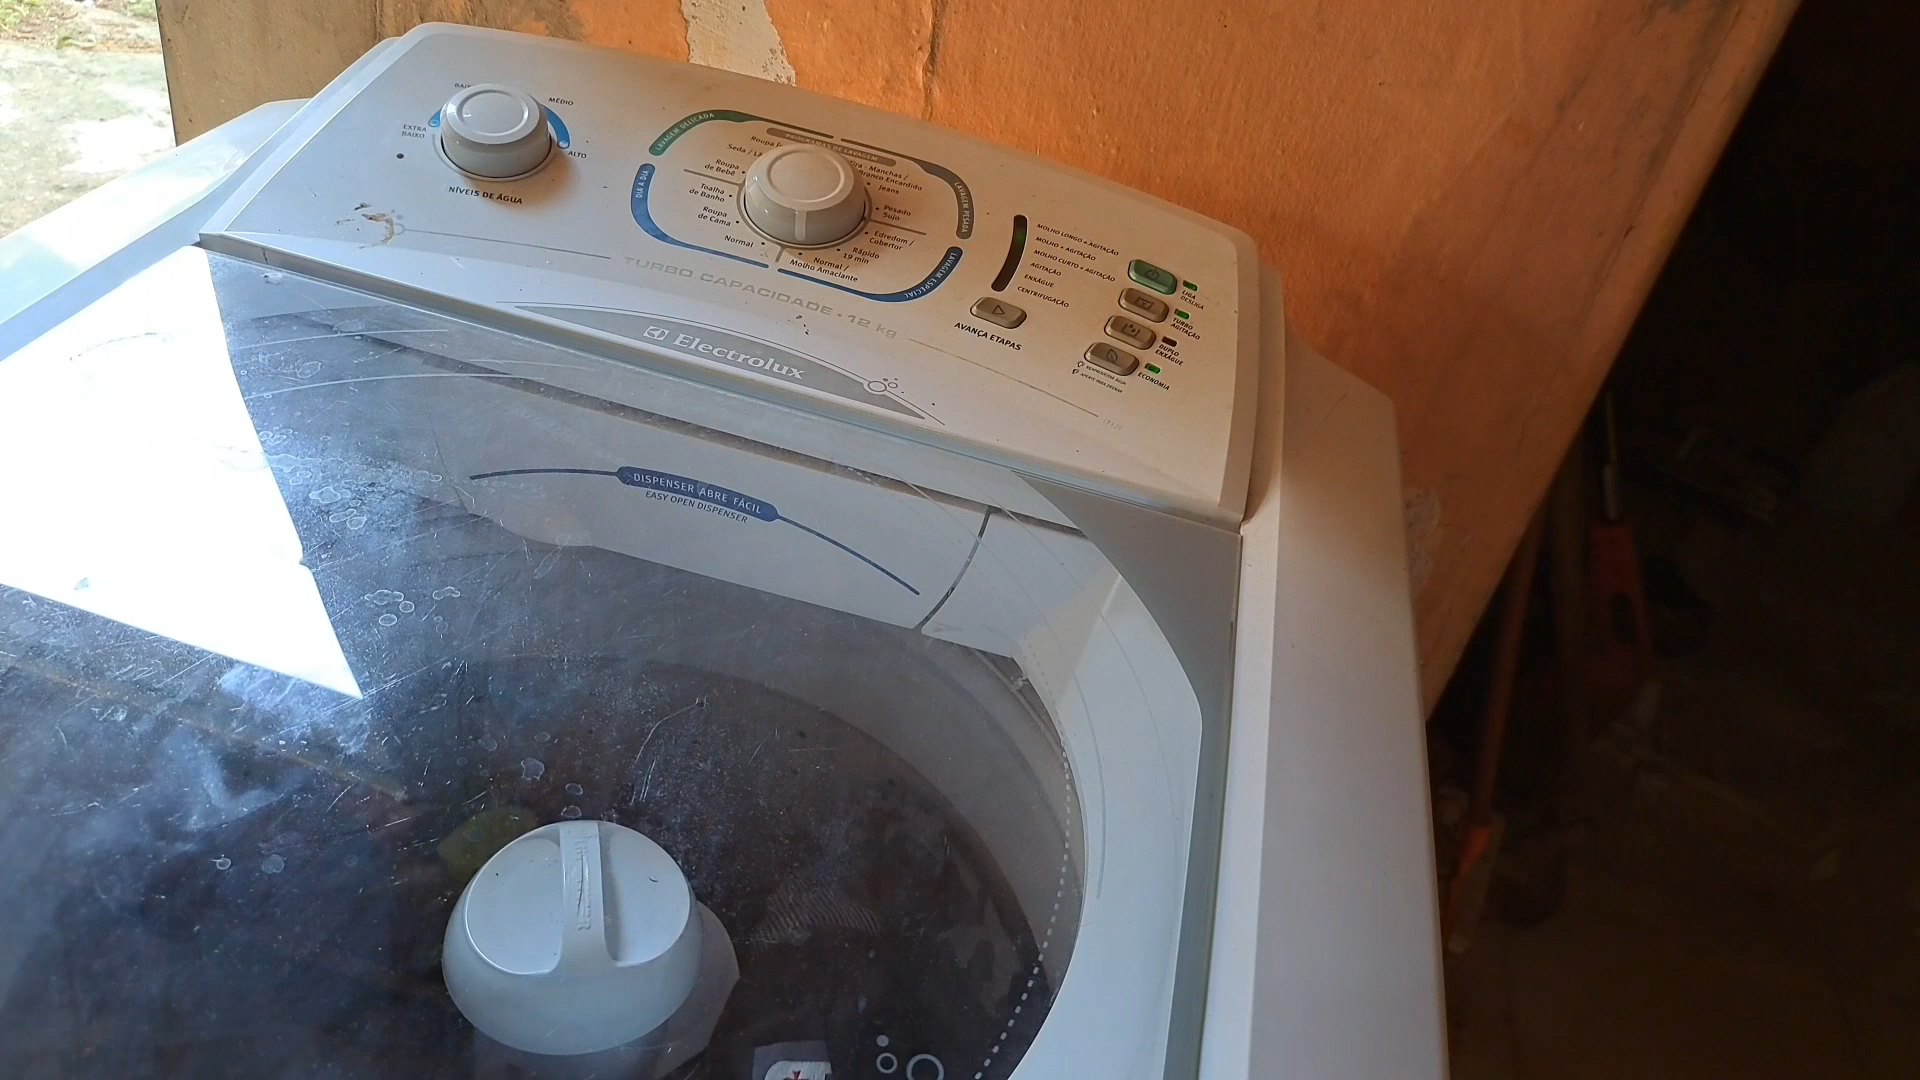 MÉDIO
EXTRA
BAIXO
ALTO
NÍVEIS DE ÁGUA
LAVAGEM DELICADA
PROGRAMAS DE LAVAGEM
Roupa
Seda /
Roupa
de Bebê
DIA A DIA
Toalha
de Banho
Roupa
de Cama
Normal
Manchas /
Branco Encardido
Jeans
Pesado
Sujo
LAVAGEM PESADA
Edredom /
Cobertor
Rápido
19 min
Normal /
Molho Amaciante
LAVAGEM ESPECIAL
TURBO CAPACIDADE • 12 kg
MOLHO LONGO + AGITAÇÃO
MOLHO + AGITAÇÃO
MOLHO CURTO + AGITAÇÃO
AGITAÇÃO
ENXÁGUE
CENTRIFUGAÇÃO
AVANÇA ETAPAS
LIGA
DESLIGA
TURBO
AGITAÇÃO
DUPLO
ENXÁGUE
ECONOMIA
REAPROVEITAR ÁGUA
Electrolux
DISPENSER ABRE FÁCIL
EASY OPEN DISPENSER